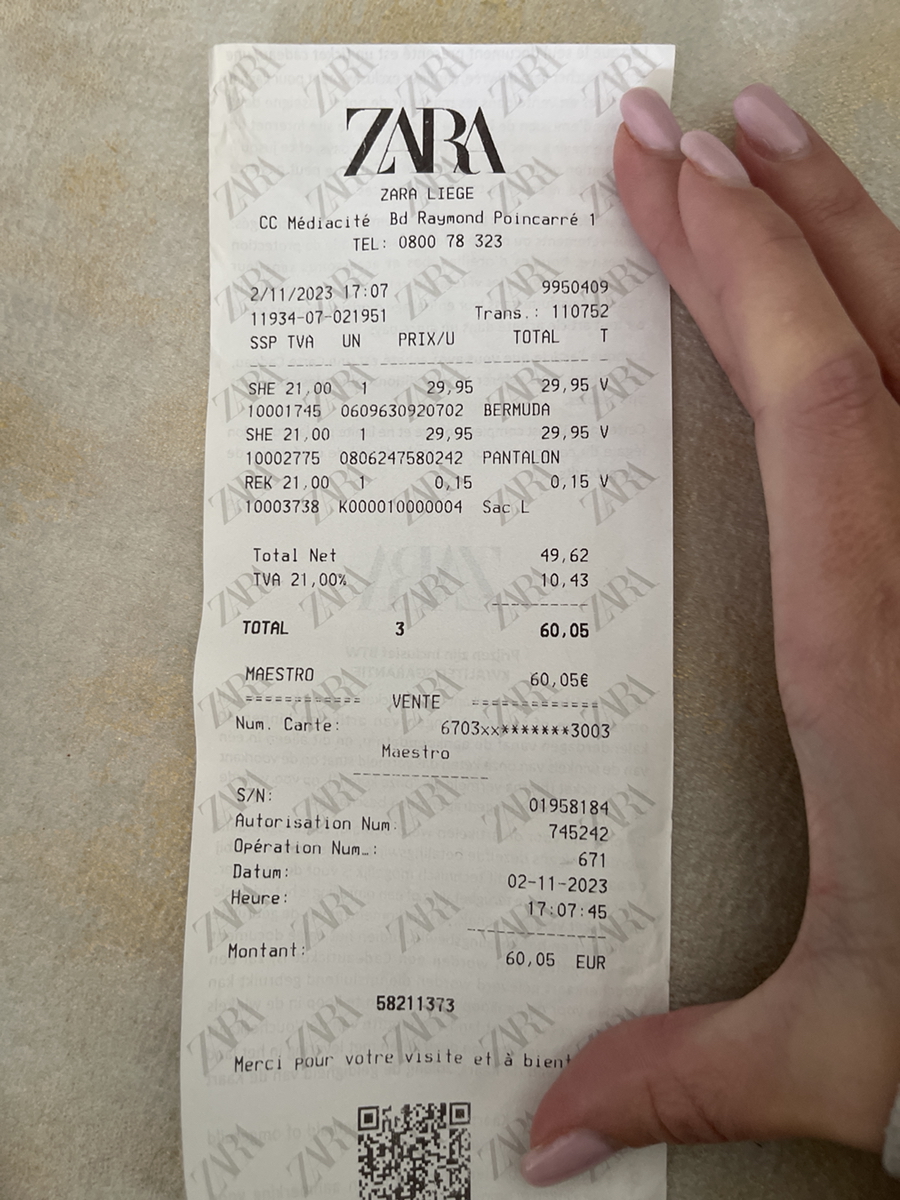 ZARA
ZARA LIEGE
CC Médiacité Bd Raymond Poincarré 1
TEL: 0800 78 323
2/11/2023 17:07 9950409
11934-07-021951 Trans.: 110752
SSP TVA UN PRIX/U TOTAL T
SHE 21,00 1 29,95 29,95 V
10001745 0609630920702 BERMUDA
SHE 21,00 1 29,95 29,95 V
10002775 0806247580242 PANTALON
REK 21,00 1 0,15 0,15 V
10003738 K000010000004 Sac L
Total Net 49,62
TVA 21,00% 10,43
TOTAL 3 60,05
MAESTRO 60,05€
============ VENTE =============
Num. Carte: 6703xx*******3003
Maestro
S/N: 01958184
Autorisation Num: 745242
Opération Num…: 671
Datum: 02-11-2023
Heure: 17:07:45
Montant: 60,05 EUR
58211373
Merci pour votre visite et à